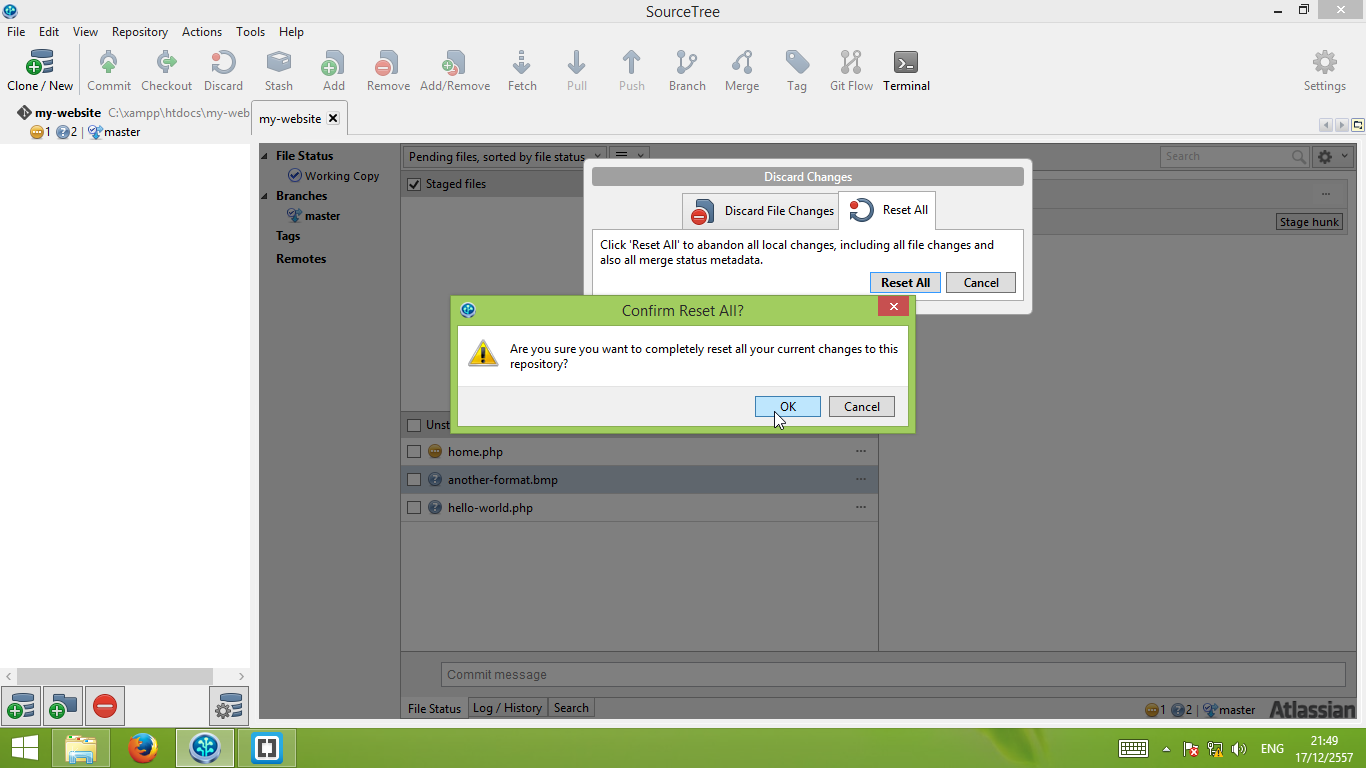 SourceTree
File Edit View Repository Actions Tools Help
Clone / New Commit Checkout Discard Stash Add Remove Add/Remove Fetch Pull Push Branch Merge Tag Git Flow Terminal Settings
my-website C:\xampp\htdocs\my-web
1 2 | master
my-website
File Status
Working Copy
Branches
master
Tags
Remotes
Pending files, sorted by file status
Search
Staged files
Stage hunk
Discard Changes
Discard File Changes Reset All
Click 'Reset All' to abandon all local changes, including all file changes and
also all merge status metadata.
Reset All Cancel
Confirm Reset All?
Are you sure you want to completely reset all your current changes to this
repository?
OK Cancel
home.php
another-format.bmp
hello-world.php
Commit message
File Status Log / History Search
1 2 | master Atlassian
ENG
21:49
17/12/2557